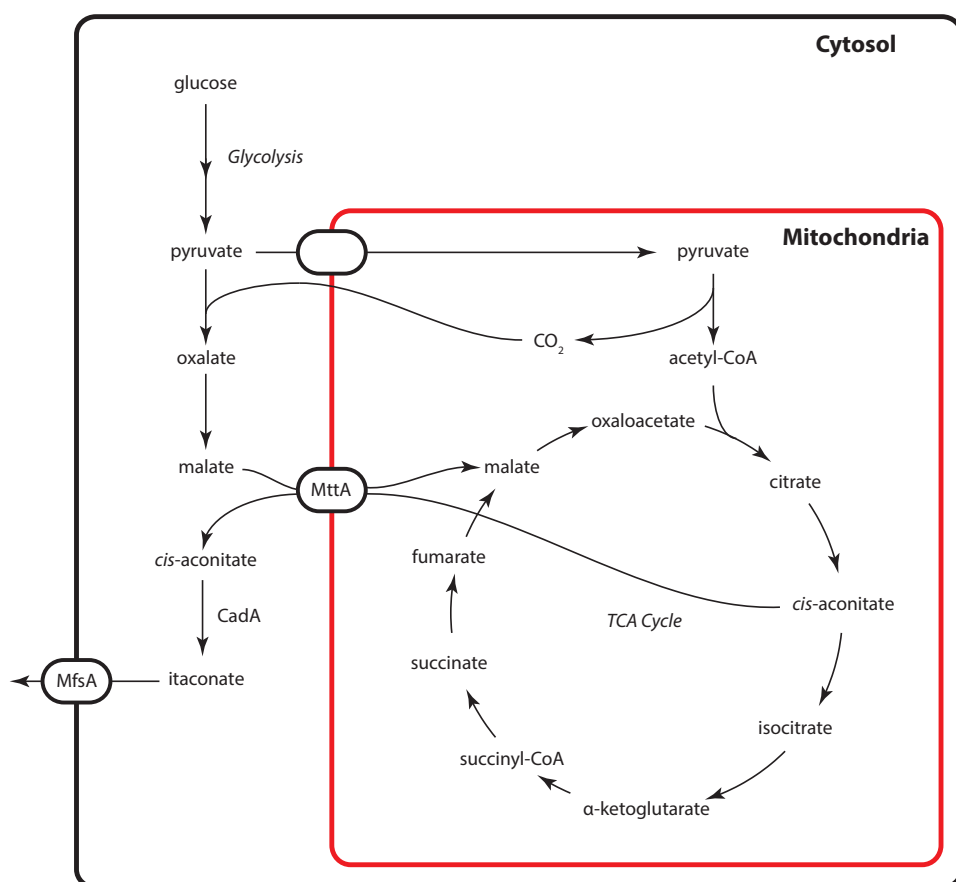 Cytosol
glucose
Glycolysis
Mitochondria
pyruvate
pyruvate
CO2
oxalate
acetyl-CoA
oxaloacetate
malate
MttA
malate
citrate
cis-aconitate
fumarate
cis-aconitate
CadA
TCA Cycle
succinate
MfsA
itaconate
isocitrate
succinyl-CoA
α-ketoglutarate